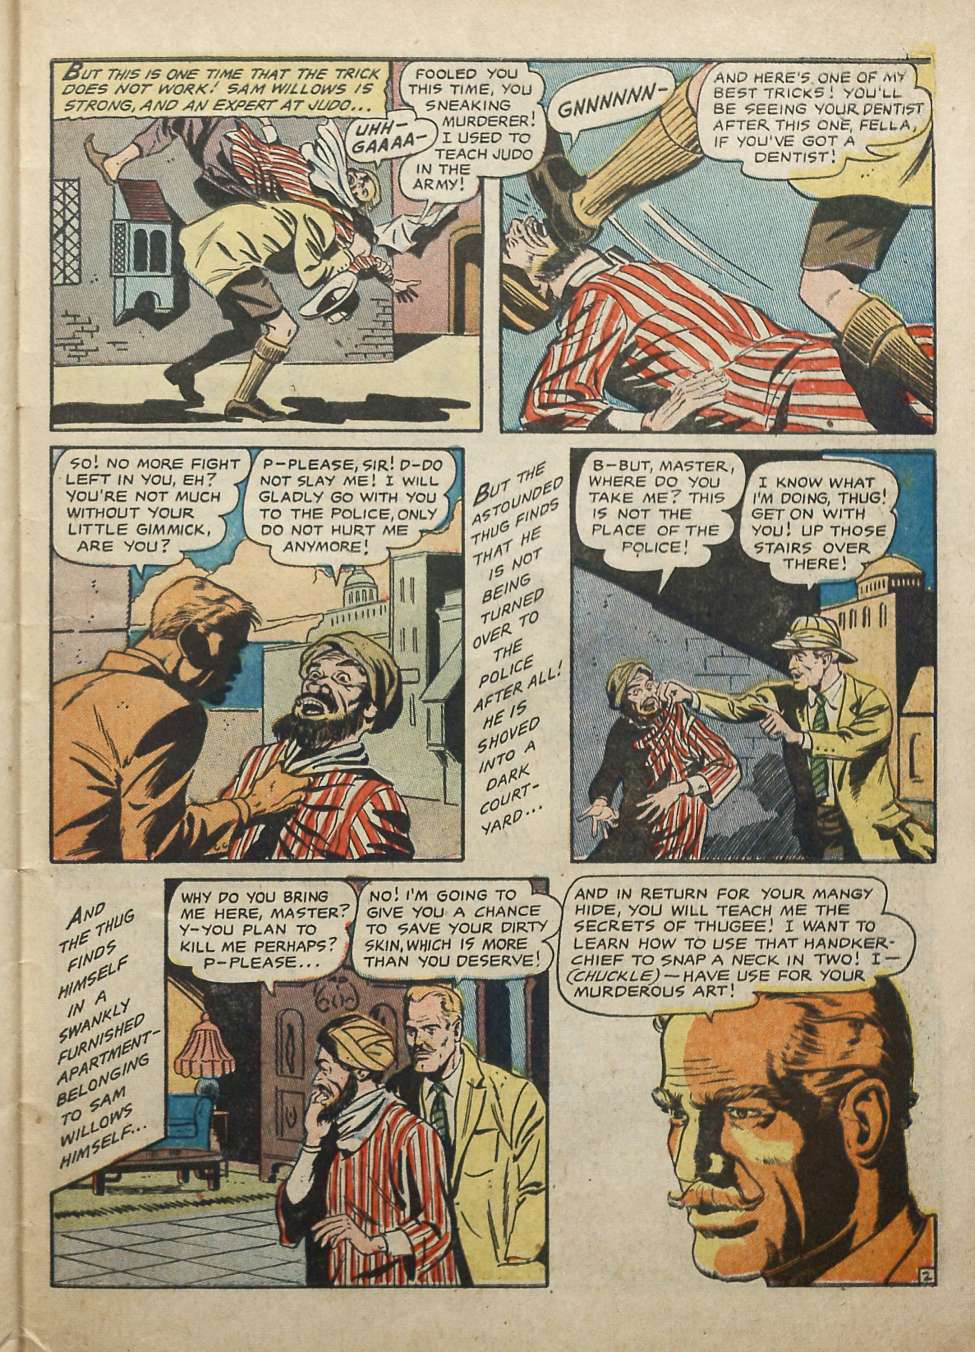 BUT THIS IS ONE TIME THAT THE TRICK
DOES NOT WORK! SAM WILLOWS IS
STRONG, AND AN EXPERT AT JUDO...
UHH-
GAAAA-
FOOLED YOU
THIS TIME, YOU
SNEAKING
MURDERER!
I USED TO
TEACH JUDO
IN THE
ARMY!
GNNNNNN-
AND HERE'S ONE OF MY
BEST TRICKS! YOU'LL
BE SEEING YOUR DENTIST
AFTER THIS ONE, FELLA,
IF YOU'VE GOT A
DENTIST!
SO! NO MORE FIGHT
LEFT IN YOU, EH?
YOU'RE NOT MUCH
WITHOUT YOUR
LITTLE GIMMICK,
ARE YOU?
P-PLEASE, SIR! D-DO
NOT SLAY ME! I WILL
GLADLY GO WITH YOU
TO THE POLICE, ONLY
DO NOT HURT ME
ANYMORE!
BUT THE
ASTOUNDED
THUG FINDS
THAT HE
IS NOT
BEING
TURNED
OVER TO
THE
POLICE
AFTER ALL!
HE IS
SHOVED
INTO A
DARK
COURT-
YARD...
B-BUT, MASTER,
WHERE DO YOU
TAKE ME? THIS
IS NOT THE
PLACE OF THE
POLICE!
I KNOW WHAT
I'M DOING, THUG!
GET ON WITH
YOU! UP THOSE
STAIRS OVER
THERE!
AND
THE THUG
FINDS
HIMSELF
IN A
SWANKLY
FURNISHED
APARTMENT-
BELONGING
TO SAM
WILLOWS
HIMSELF...
WHY DO YOU BRING
ME HERE, MASTER?
Y-YOU PLAN TO
KILL ME PERHAPS?
P-PLEASE...
NO! I'M GOING TO
GIVE YOU A CHANCE
TO SAVE YOUR DIRTY
SKIN, WHICH IS MORE
THAN YOU DESERVE!
AND IN RETURN FOR YOUR MANGY
HIDE, YOU WILL TEACH ME THE
SECRETS OF THUGEE! I WANT TO
LEARN HOW TO USE THAT HANDKER-
CHIEF TO SNAP A NECK IN TWO! I-
(CHUCKLE)-HAVE USE FOR YOUR
MURDEROUS ART!
2